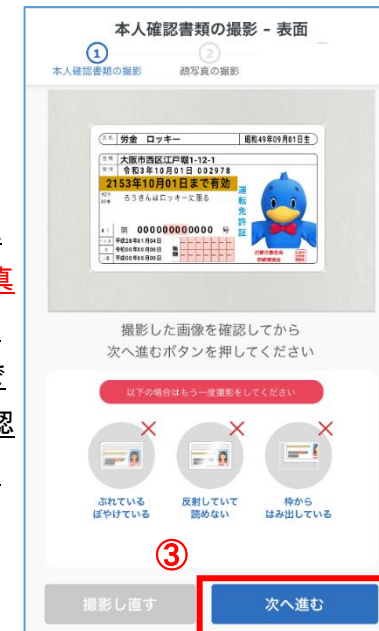 本人確認書類の撮影 - 表面
① ②
本人確認書類の撮影 顔写真の撮影
氏名 労金 ロッキー 昭和49年09月01日生
住所 大阪市西区江戸堀1-12-1
交付 令和3年10月01日 002978
2153年10月01日まで有効
ろうきんはロッキーに限る
運転免許証
第 000000000000 号
平成28年01月04日
令和00年00月00日
平成00年00月00日
種類
近畿労働金庫
撮影した画像を確認してから
次へ進むボタンを押してください
以下の場合はもう一度撮影をしてください
ぶれている
ぼやけている
反射していて
読めない
枠から
はみ出している
③
撮影し直す 次へ進む
真
認